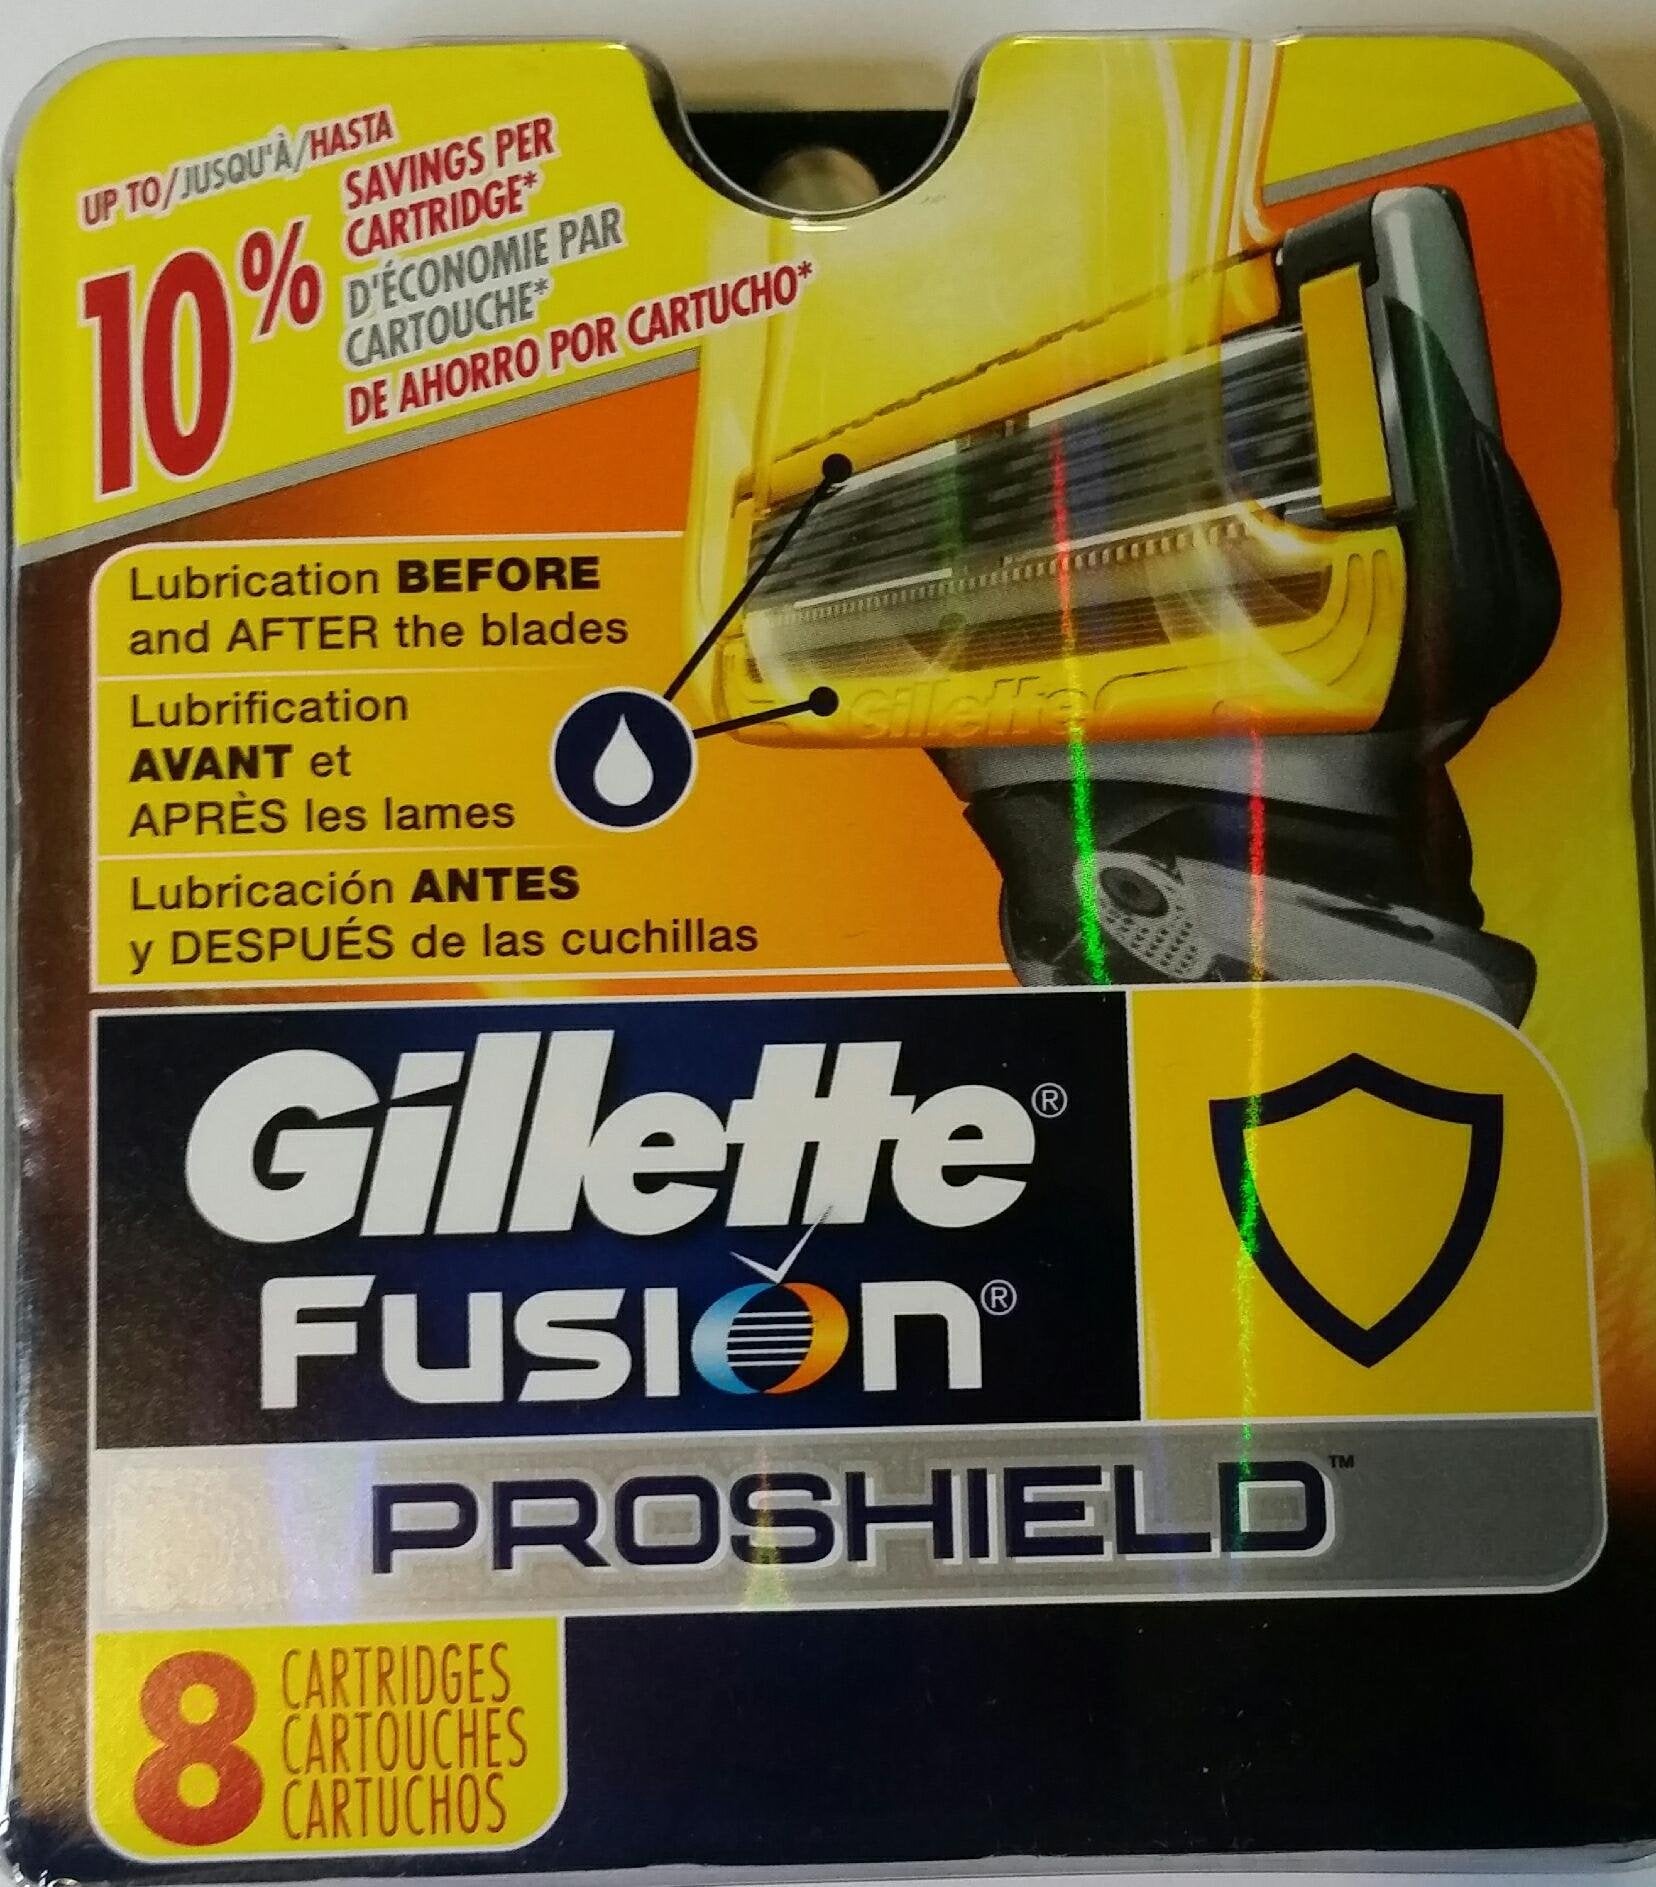 UP TO/JUSQU'À/HASTA
10%
SAVINGS PER
CARTRIDGE*
D'ÉCONOMIE PAR
CARTOUCHE*
DE AHORRO POR CARTUCHO*
Lubrication BEFORE
and AFTER the blades
Lubrification
AVANT et
APRÈS les lames
Lubricación ANTES
y DESPUÉS de las cuchillas
Gillette
Gillette®
FUSION®
PROSHIELD™
8
CARTRIDGES
CARTOUCHES
CARTUCHOS